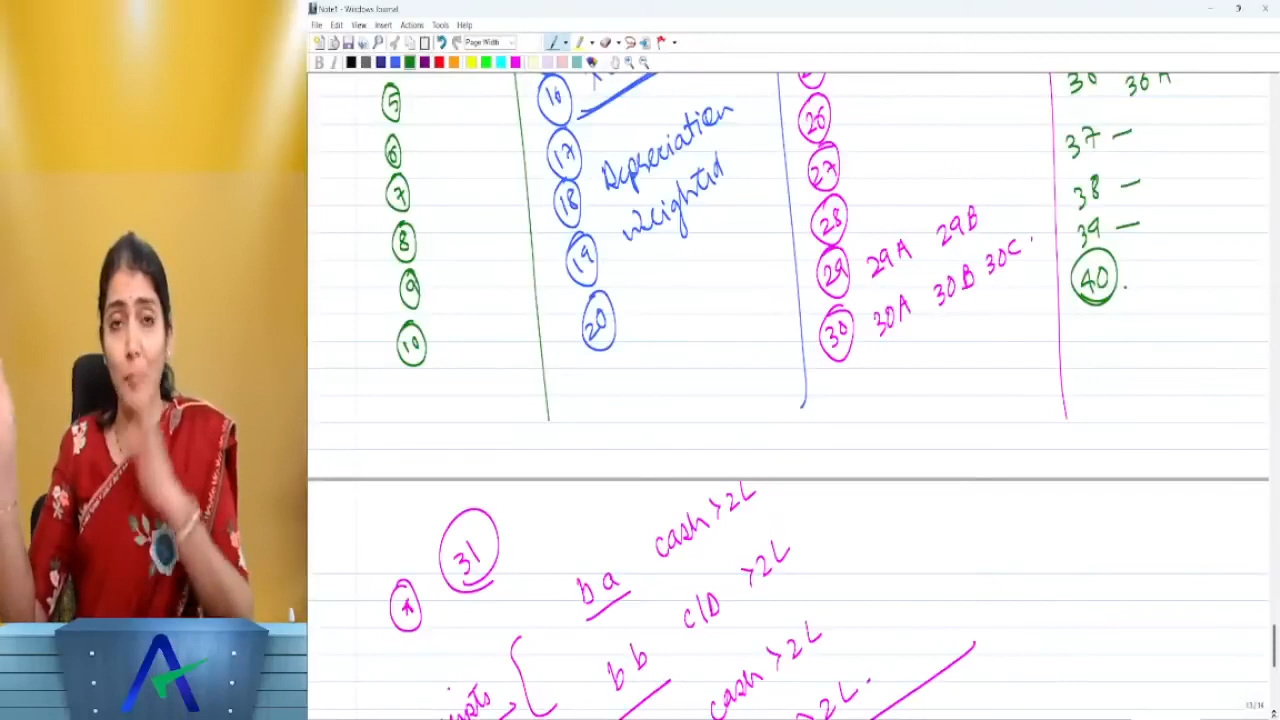 Note1 - Windows Journal
File Edit View Insert Actions Tools Help
Page Width
B I
5
6
7
8
9
10
16
17
18
19
20
Depreciation
weighted
26
27
28
29 29A 29B
30 30A 30B 30C
36A
37 -
38 -
39 -
40.
31
ba cash >2L
bb c/D >2L
cash >2L
>2L.